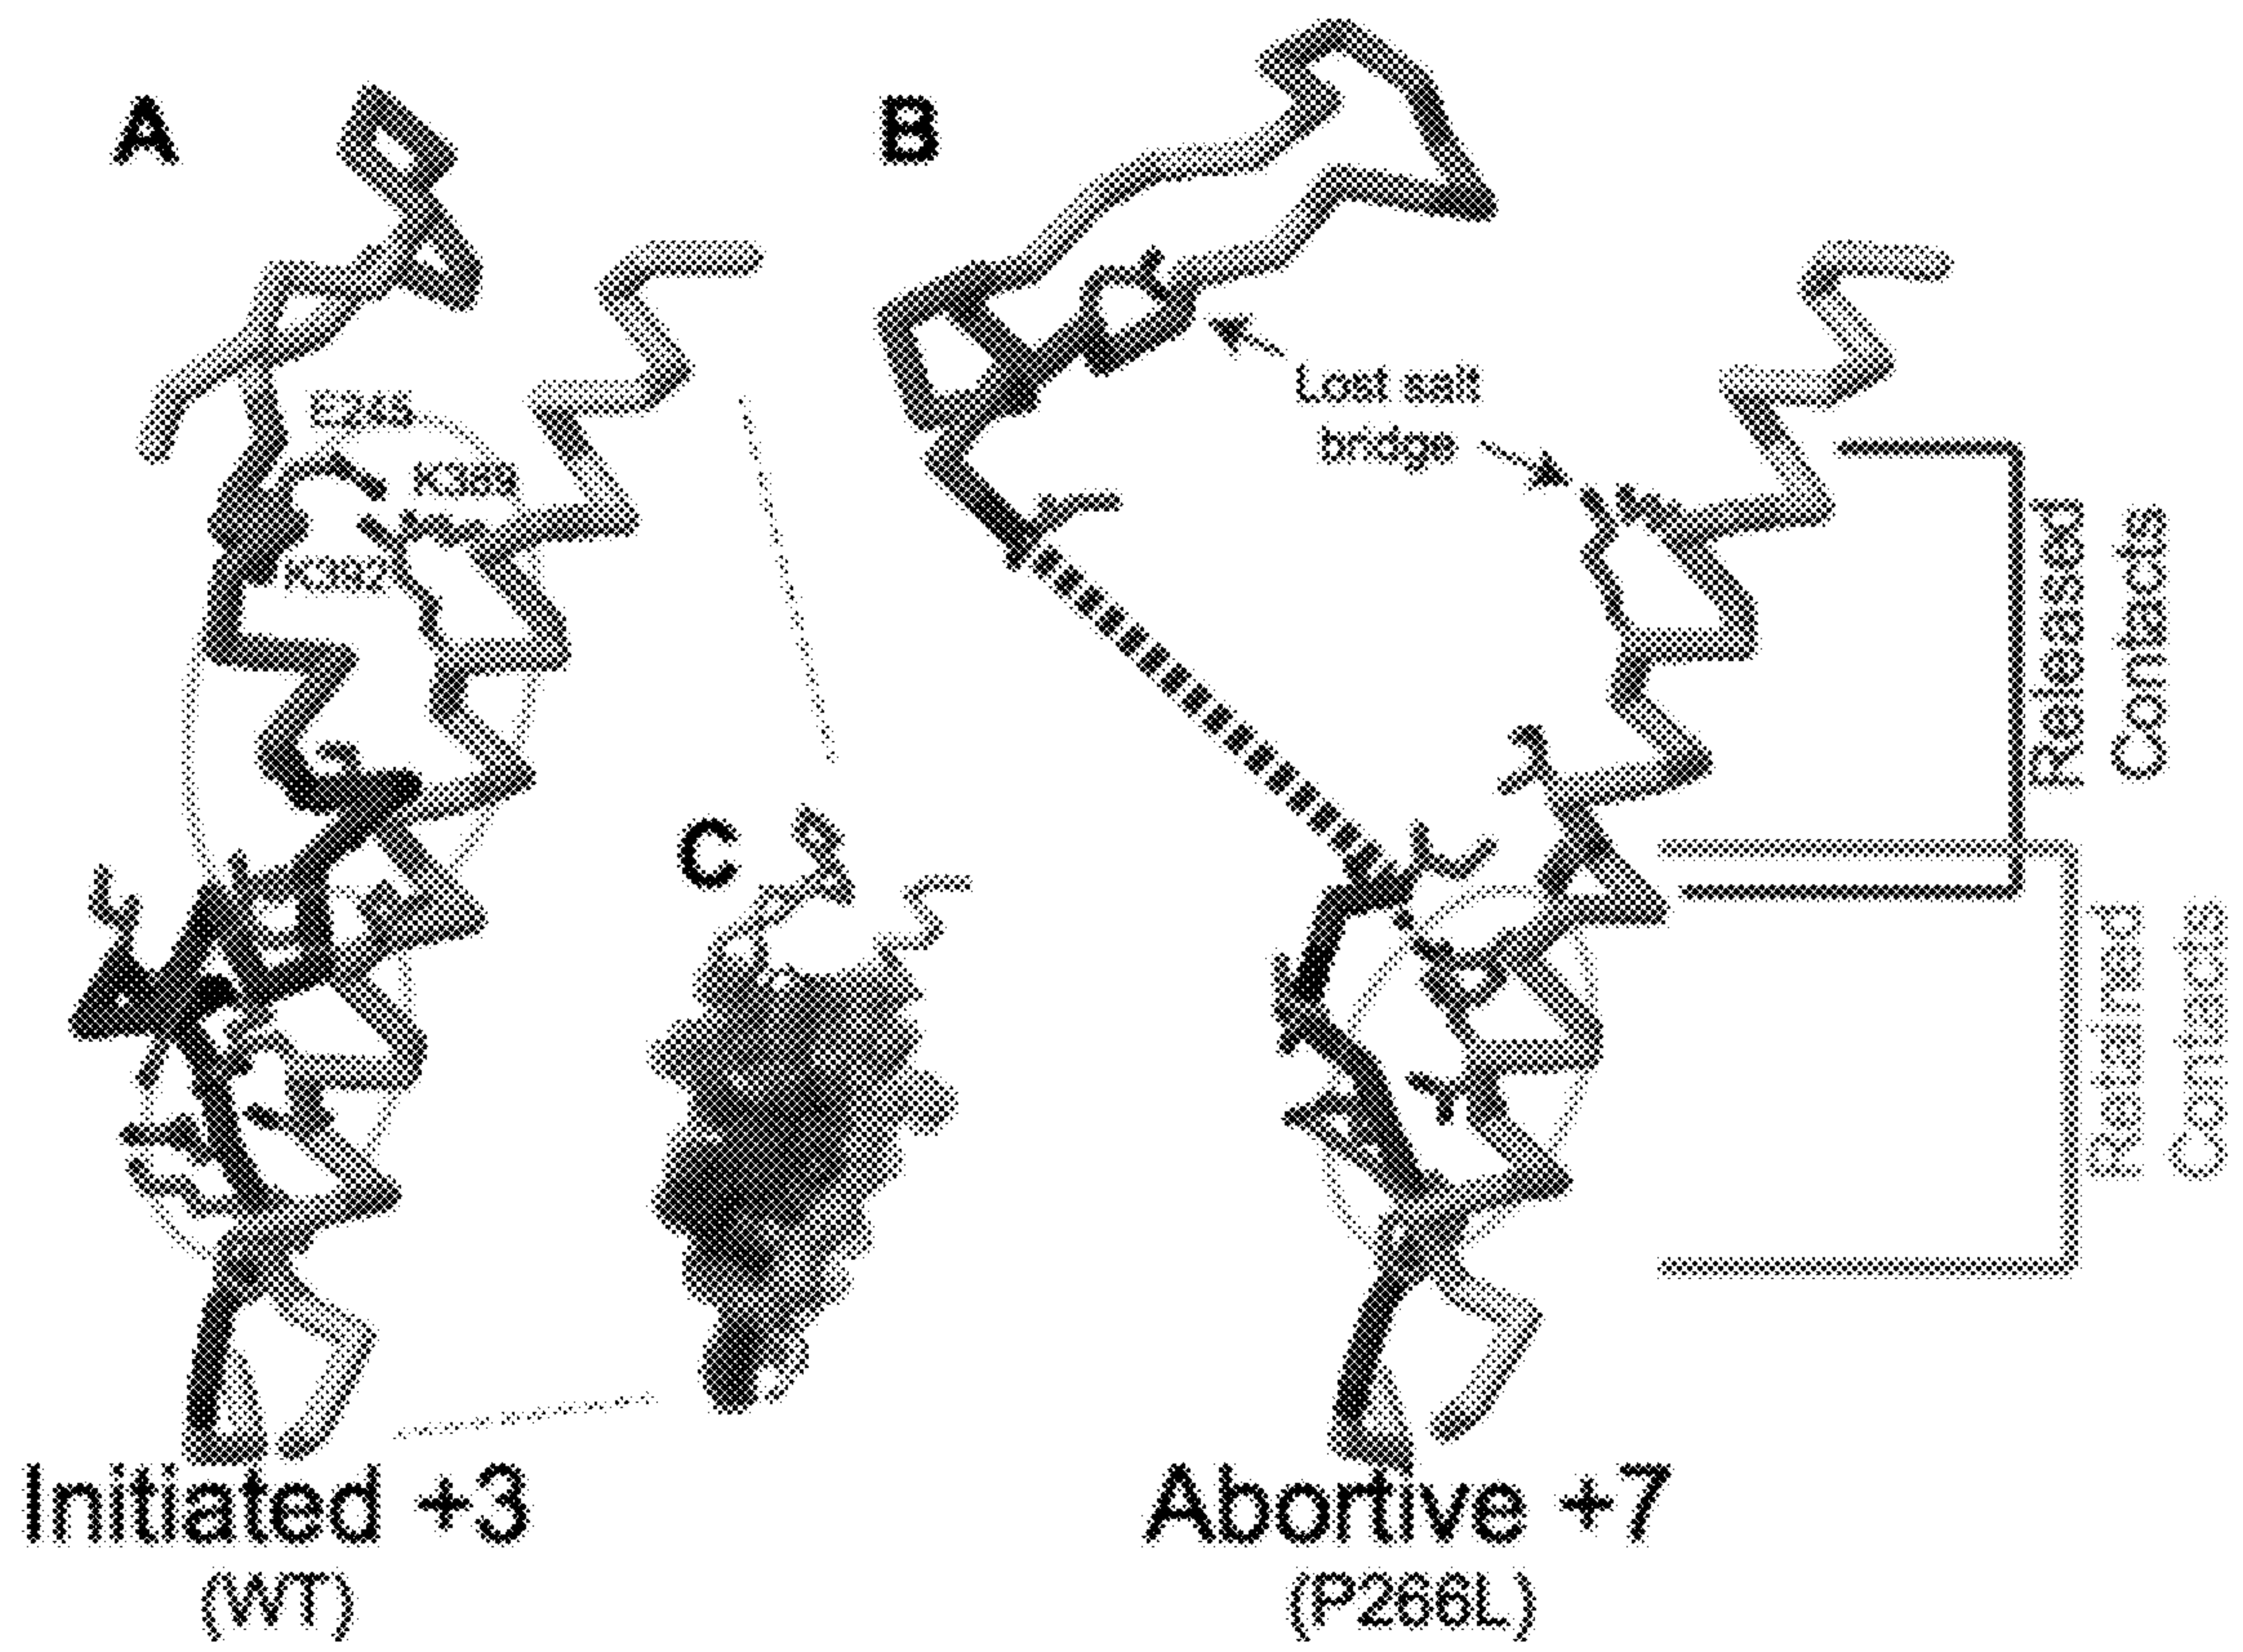 A
B
E245
K389
K392
Lost salt
bridge
Released
Contacts
C
Retained
Contacts
Initiated +3
(WT)
Abortive +7
(P266L)